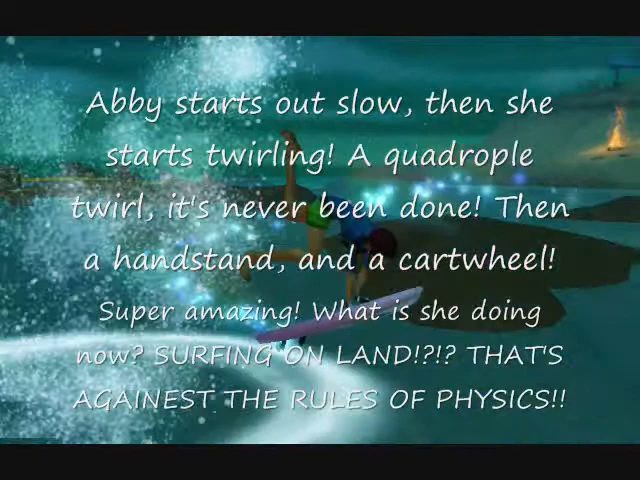 Abby starts out slow, then she
starts twirling! A quadrople
twirl, it's never been done! Then
a handstand, and a cartwheel!
Super amazing! What is she doing
now? SURFING ON LAND!?!? THAT'S
AGAINEST THE RULES OF PHYSICS!!